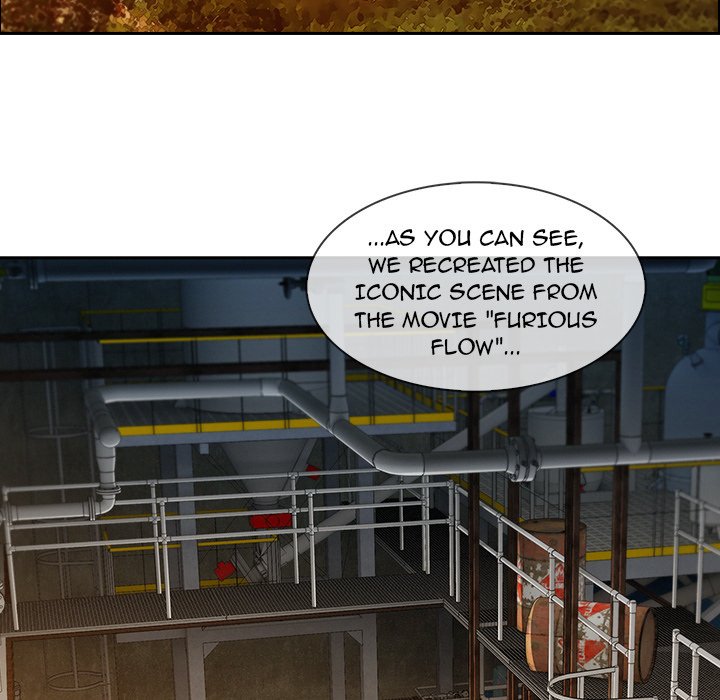 ...AS YOU CAN SEE,
WE RECREATED THE
ICONIC SCENE FROM
THE MOVIE "FURIOUS
FLOW"...